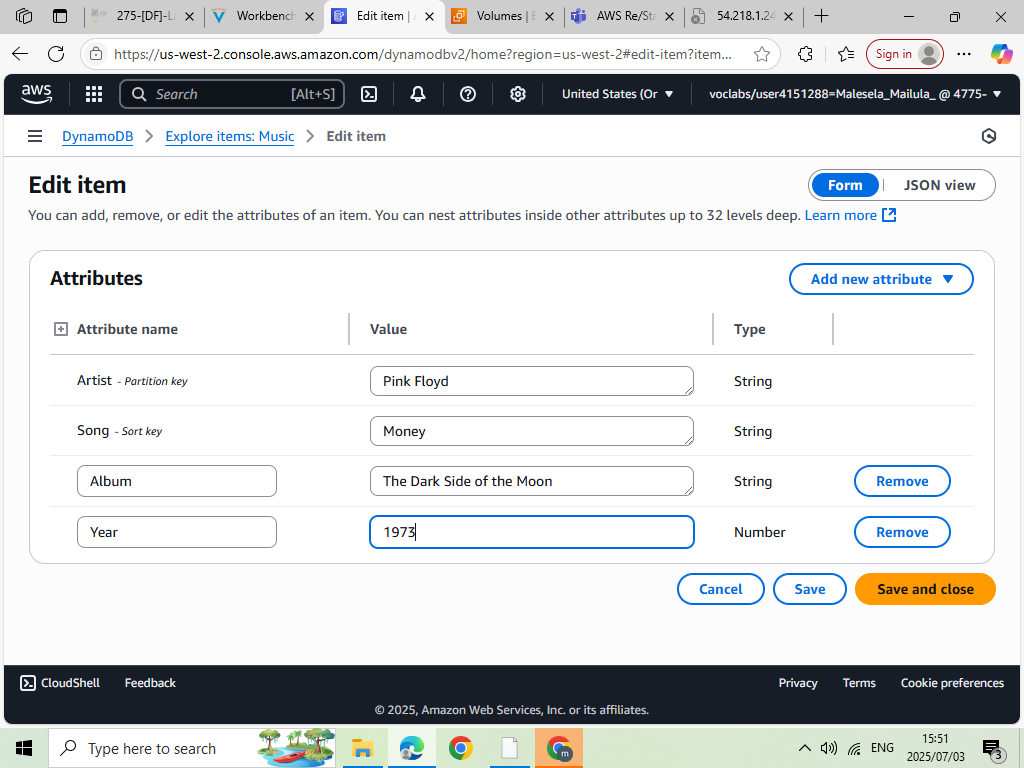 275-[DF]-L
Workbench
Edit item |
Volumes | E
AWS Re/Sta
54.218.1.24
https://us-west-2.console.aws.amazon.com/dynamodbv2/home?region=us-west-2#edit-item?item...
Sign in
aws
Search
[Alt+S]
United States (Or
voclabs/user4151288=Malesela_Mailula_ @ 4775-
DynamoDB
Explore items: Music
Edit item
Edit item
Form
JSON view
You can add, remove, or edit the attributes of an item. You can nest attributes inside other attributes up to 32 levels deep. Learn more
Attributes
Add new attribute
Attribute name
Value
Type
Artist - Partition key
Pink Floyd
String
Song - Sort key
Money
String
Album
The Dark Side of the Moon
String
Remove
Year
1973
Number
Remove
Cancel
Save
Save and close
CloudShell
Feedback
Privacy
Terms
Cookie preferences
© 2025, Amazon Web Services, Inc. or its affiliates.
Type here to search
m
ENG
15:51
2025/07/03
3